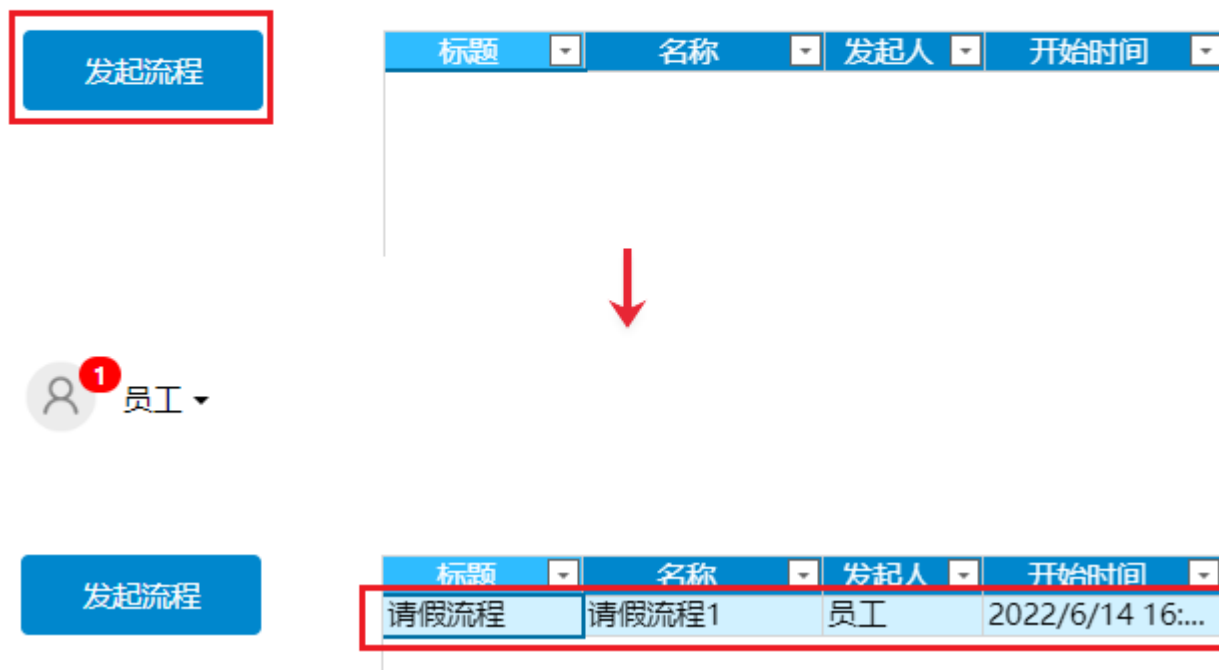 发起流程
标题 名称 发起人 开始时间
1
员工
发起流程
标题 名称 发起人 开始时间
请假流程 请假流程1 员工 2022/6/14 16:...